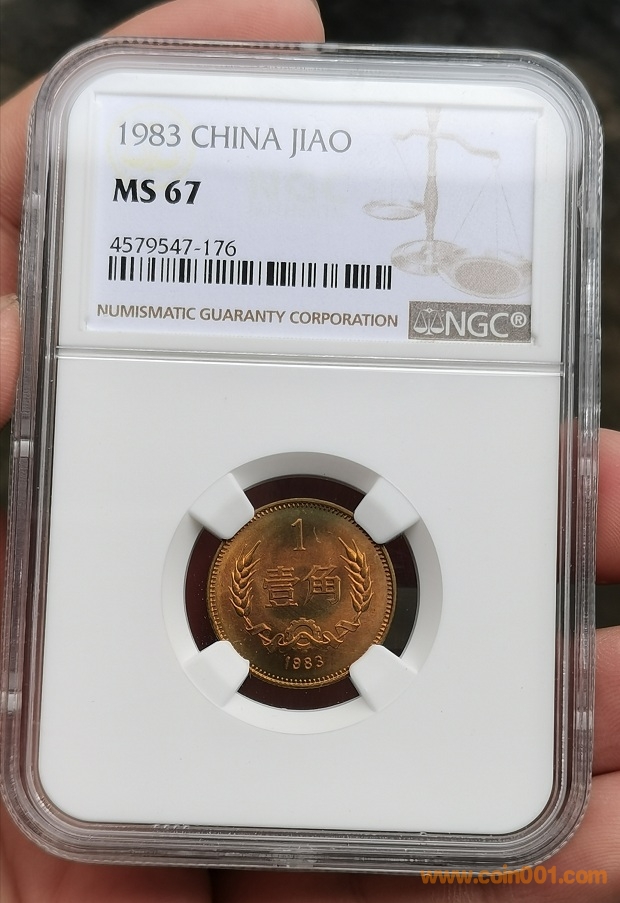 1983 CHINA JIAO
MS 67
4579547-176
NUMISMATIC GUARANTY CORPORATION
NGC®
1
壹角
1983
www.coin001.com